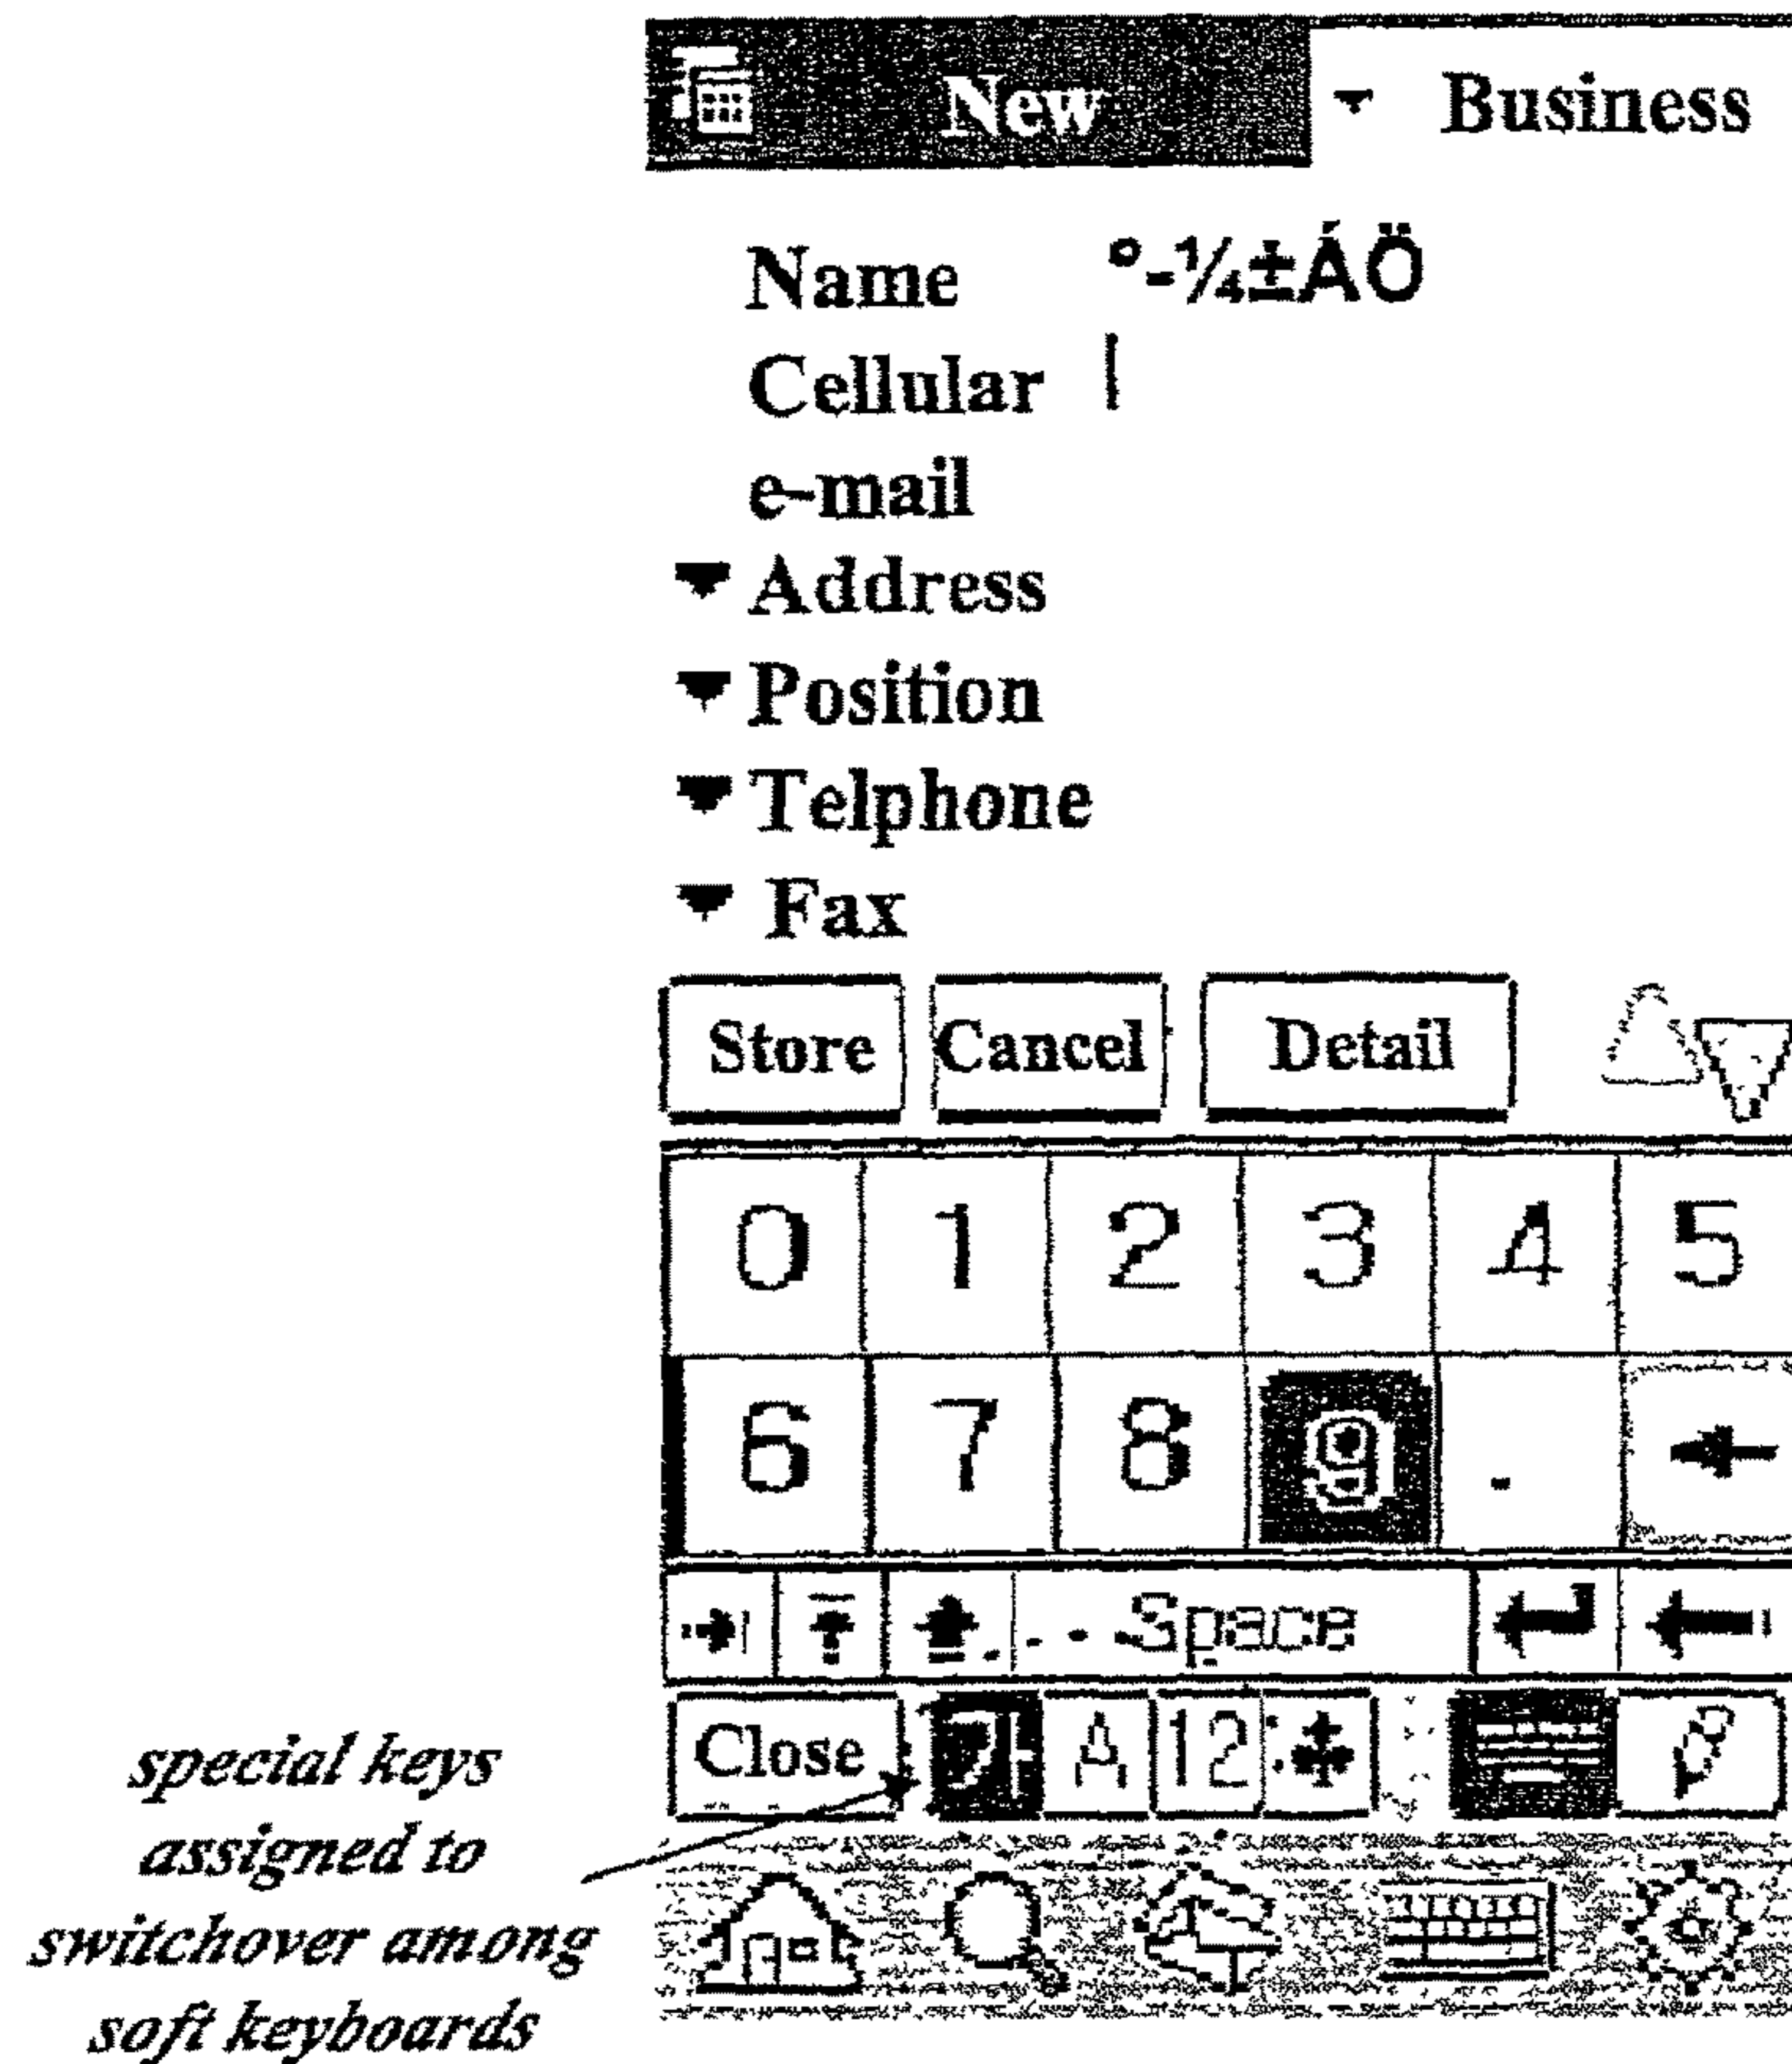 New Business
Name °-¼±ÁÖ
Cellular
e-mail
Address
Position
Telphone
Fax
Store Cancel Detail
0 1 2 3 4 5
6 7 8 9 .
Space
Close 가 A 12
special keys
assigned to
switchover among
soft keyboards